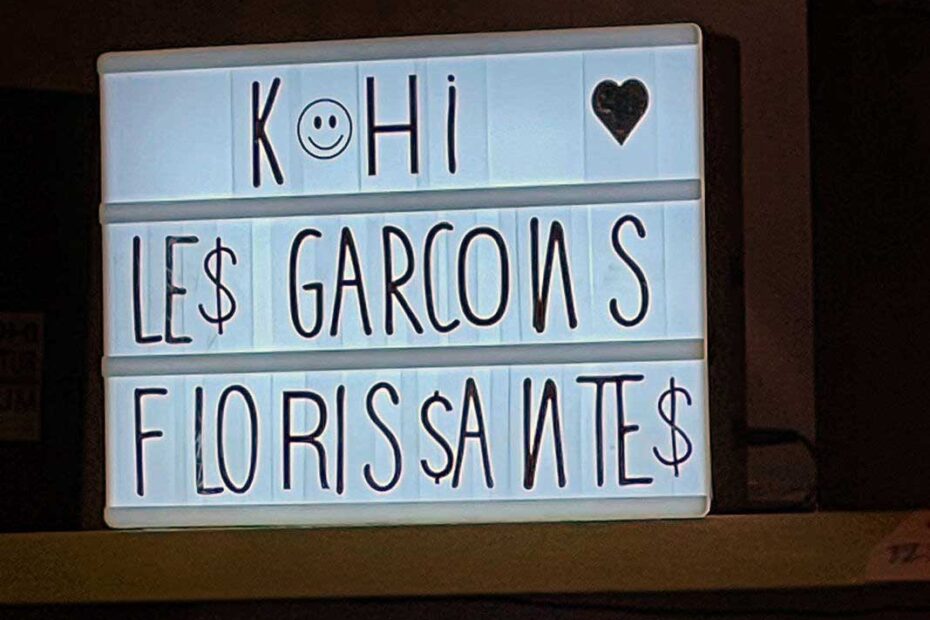 K☺Hi ♥
LE$ GARCONS
FLORIS$ANTE$